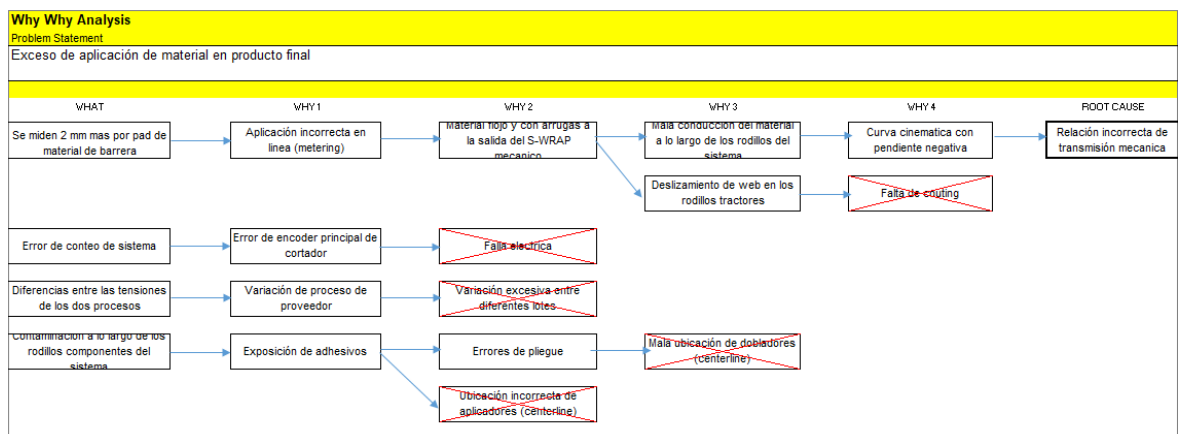 Why Why Analysis
Problem Statement
Exceso de aplicación de material en producto final
WHAT
WHY 1
WHY 2
WHY 3
WHY 4
ROOT CAUSE
Se miden 2 mm mas por pad de
material de barrera
Aplicación incorrecta en
linea (metering)
Material flojo y con arrugas a
la salida del S-WRAP
mecanico
Mala conducción del material
a lo largo de los rodillos del
sistema
Curva cinematica con
pendiente negativa
Relación incorrecta de
transmisión mecanica
Deslizamiento de web en los
rodillos tractores
Falta de couting
Error de conteo de sistema
Error de encoder principal de
cortador
Falla electrica
Diferencias entre las tensiones
de los dos procesos
Variación de proceso de
proveedor
Variación excesiva entre
diferentes lotes
Contaminación a lo largo de los
rodillos componentes del
sistema
Exposición de adhesivos
Errores de pliegue
Mala ubicación de dobladores
(centerline)
Ubicación incorrecta de
aplicadores (centerline)